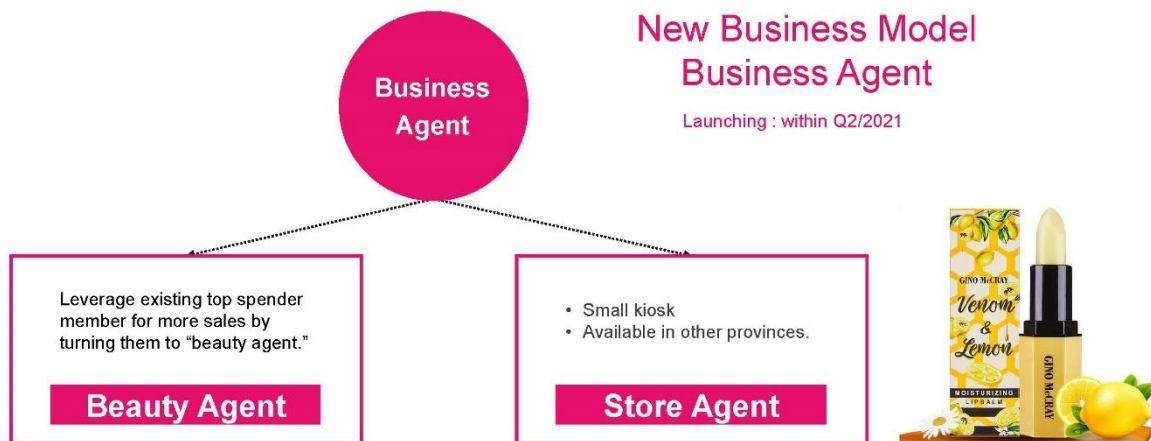 New Business Model
Business Agent
Launching : within Q2/2021
Business
Agent
Leverage existing top spender
member for more sales by
turning them to “beauty agent.”
Beauty Agent
• Small kiosk
• Available in other provinces.
Store Agent
GINO McCRAY
Venom
&
Lemon
MOISTURIZING
LIPBALM
GINO McCRAY